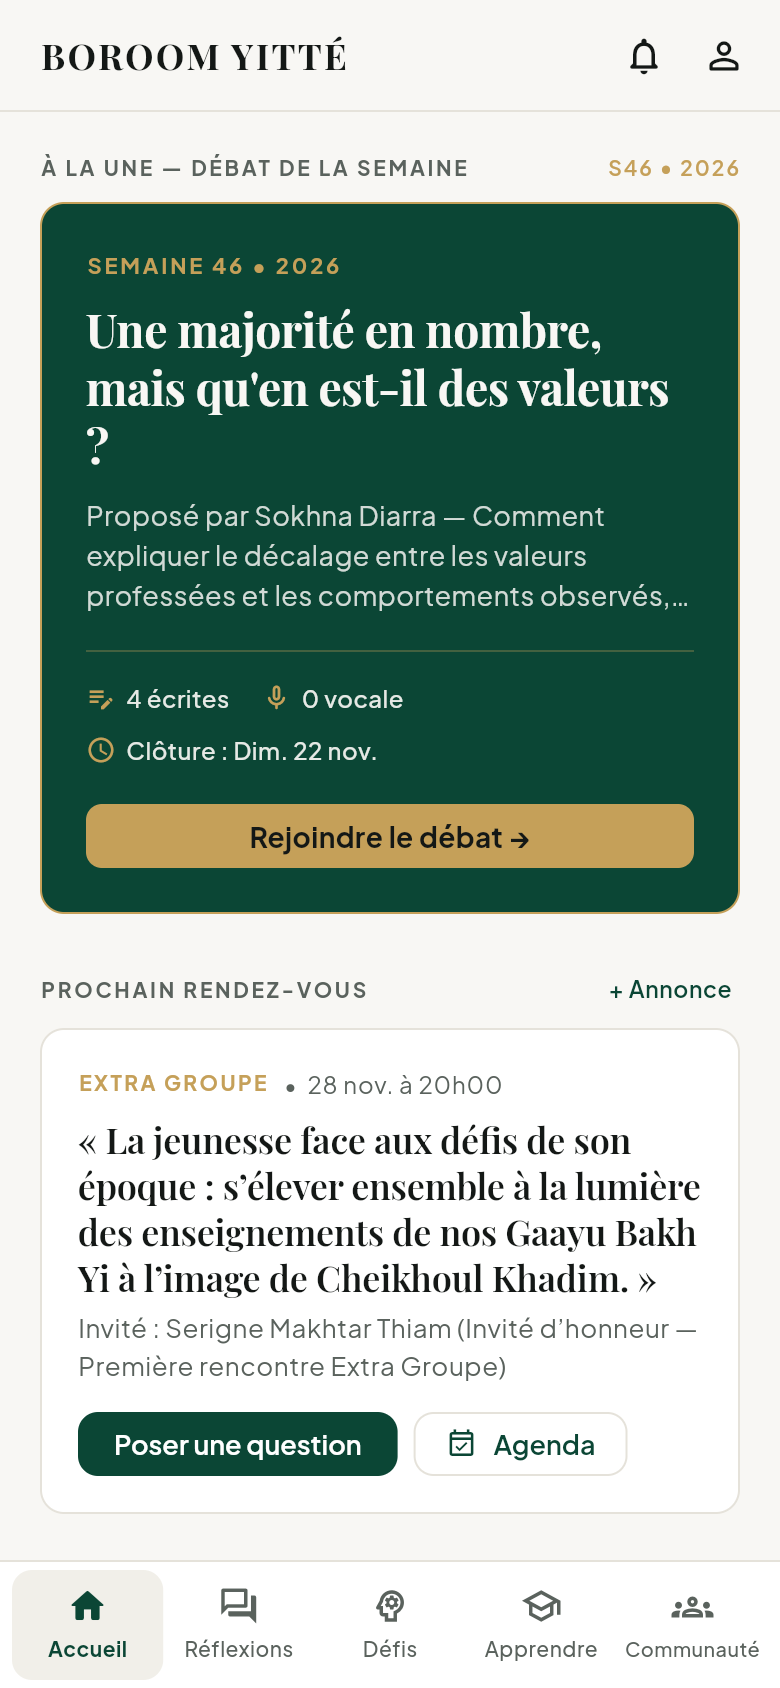 BOROOM YITTÉ
À LA UNE — DÉBAT DE LA SEMAINE
S46 • 2026
SEMAINE 46 • 2026
Une majorité en nombre,
mais qu'en est-il des valeurs
?
Proposé par Sokhna Diarra — Comment
expliquer le décalage entre les valeurs
professées et les comportements observés,…
4 écrites
0 vocale
Clôture : Dim. 22 nov.
Rejoindre le débat →
PROCHAIN RENDEZ-VOUS
+ Annonce
EXTRA GROUPE • 28 nov. à 20h00
« La jeunesse face aux défis de son
époque : s’élever ensemble à la lumière
des enseignements de nos Gaayu Bakh
Yi à l’image de Cheikhoul Khadim. »
Invité : Serigne Makhtar Thiam (Invité d’honneur —
Première rencontre Extra Groupe)
Poser une question
Agenda
Accueil
Réflexions
Défis
Apprendre
Communauté